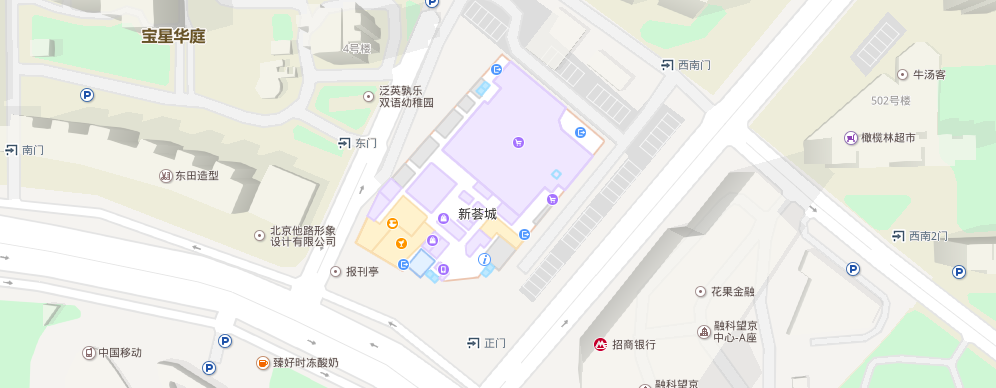 宝星华庭
4号楼
西南门
牛汤客
泛英孰乐
双语幼稚园
502号楼
橄榄林超市
东门
南门
东田造型
新荟城
北京他路形象
设计有限公司
西南2门
报刊亭
花果金融
融科望京
中心-A座
正门
招商银行
中国移动
臻好时冻酸奶
融科望京